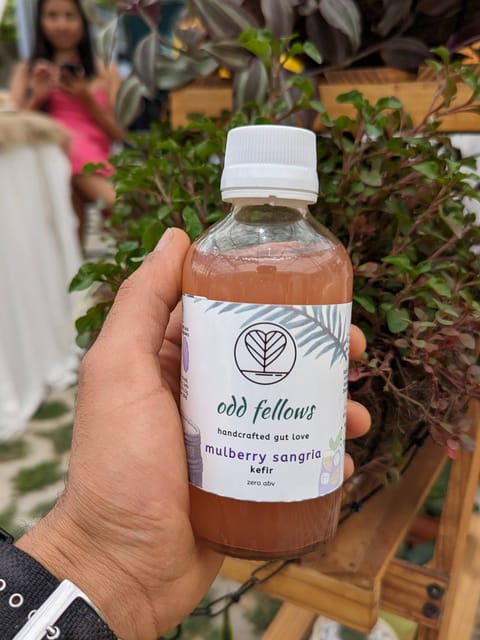 odd fellows
handcrafted gut love
mulberry sangria
kefir
zero abv